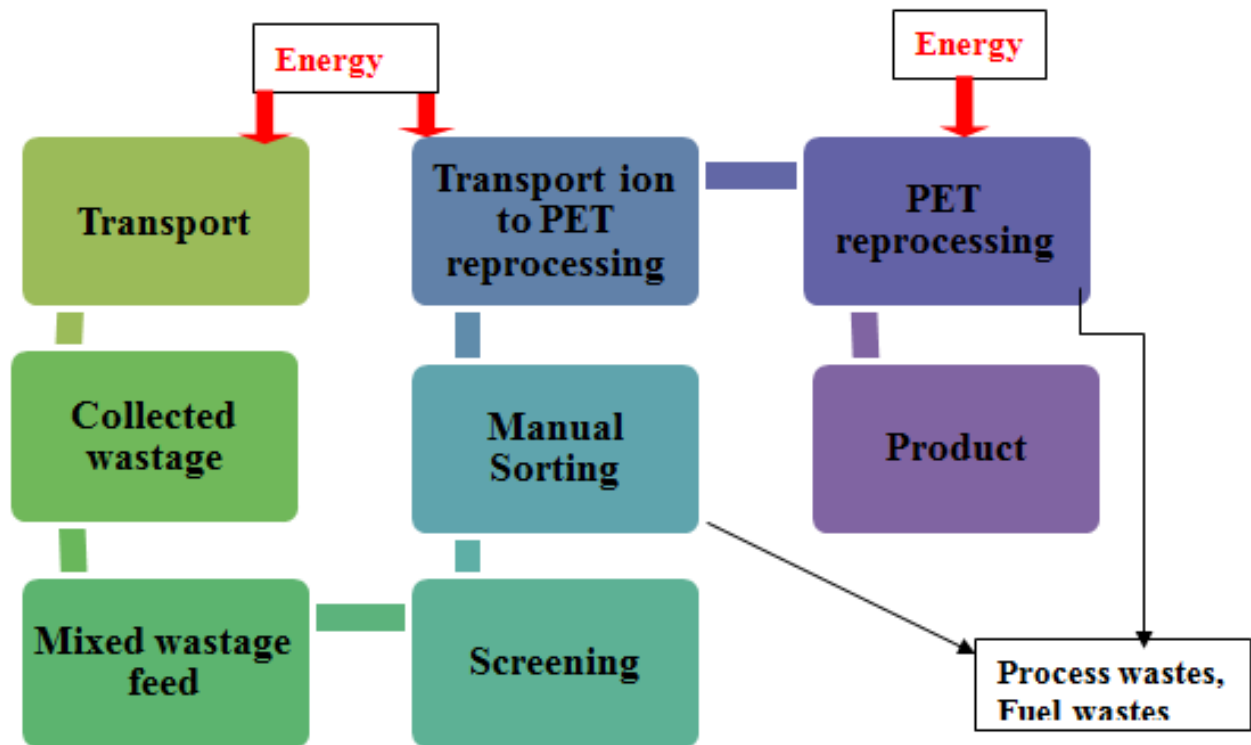 Energy
Energy
Transport
Transport ion
to PET
reprocessing
PET
reprocessing
Collected
wastage
Manual
Sorting
Product
Mixed wastage
feed
Screening
Process wastes,
Fuel wastes